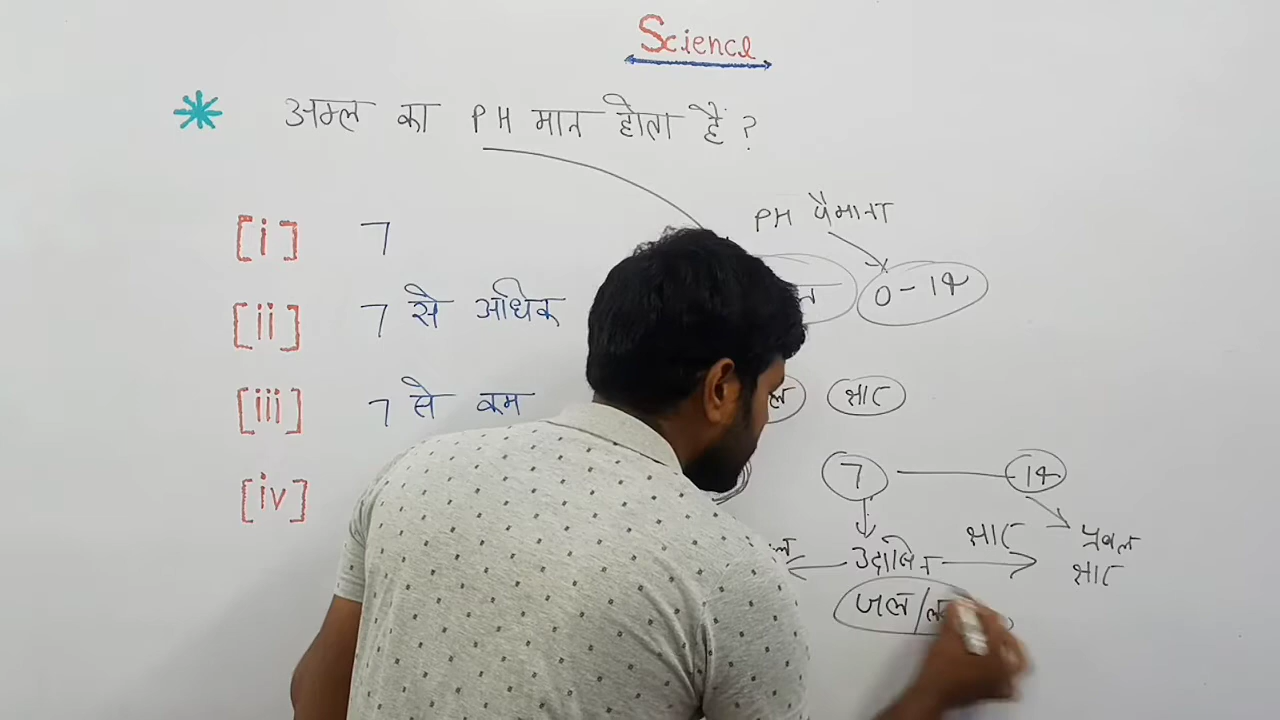 Science
अम्ल का PH मान होता है ?
PH पैमाना
[i] 7
0 - 14
[ii] 7 से अधिक
[iii] 7 से कम
क्षार
7
14
[iv]
क्षार
प्रबल
क्षार
उदासिन
जल /